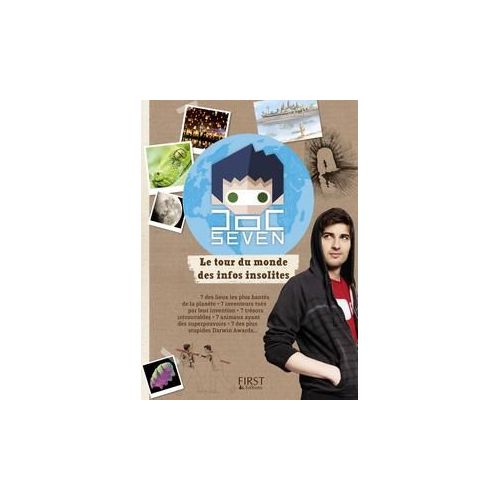 DOC
SEVEN
Le tour du monde
des infos insolites
7 des lieux les plus hantés
de la planète • 7 inventeurs tués
par leur invention • 7 trésors
introuvables • 7 animaux ayant
des superpouvoirs • 7 des plus
stupides Darwin Awards...
FIRST
Editions